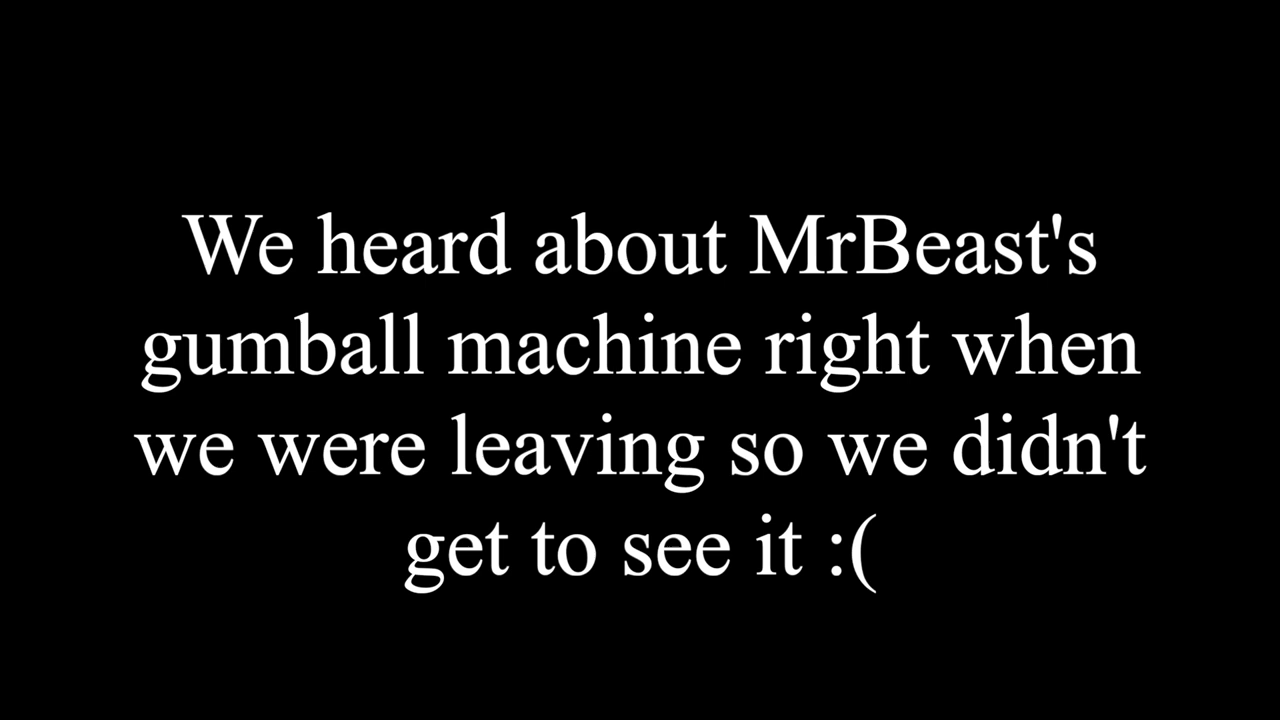 We heard about MrBeast's
gumball machine right when
we were leaving so we didn't
get to see it :(